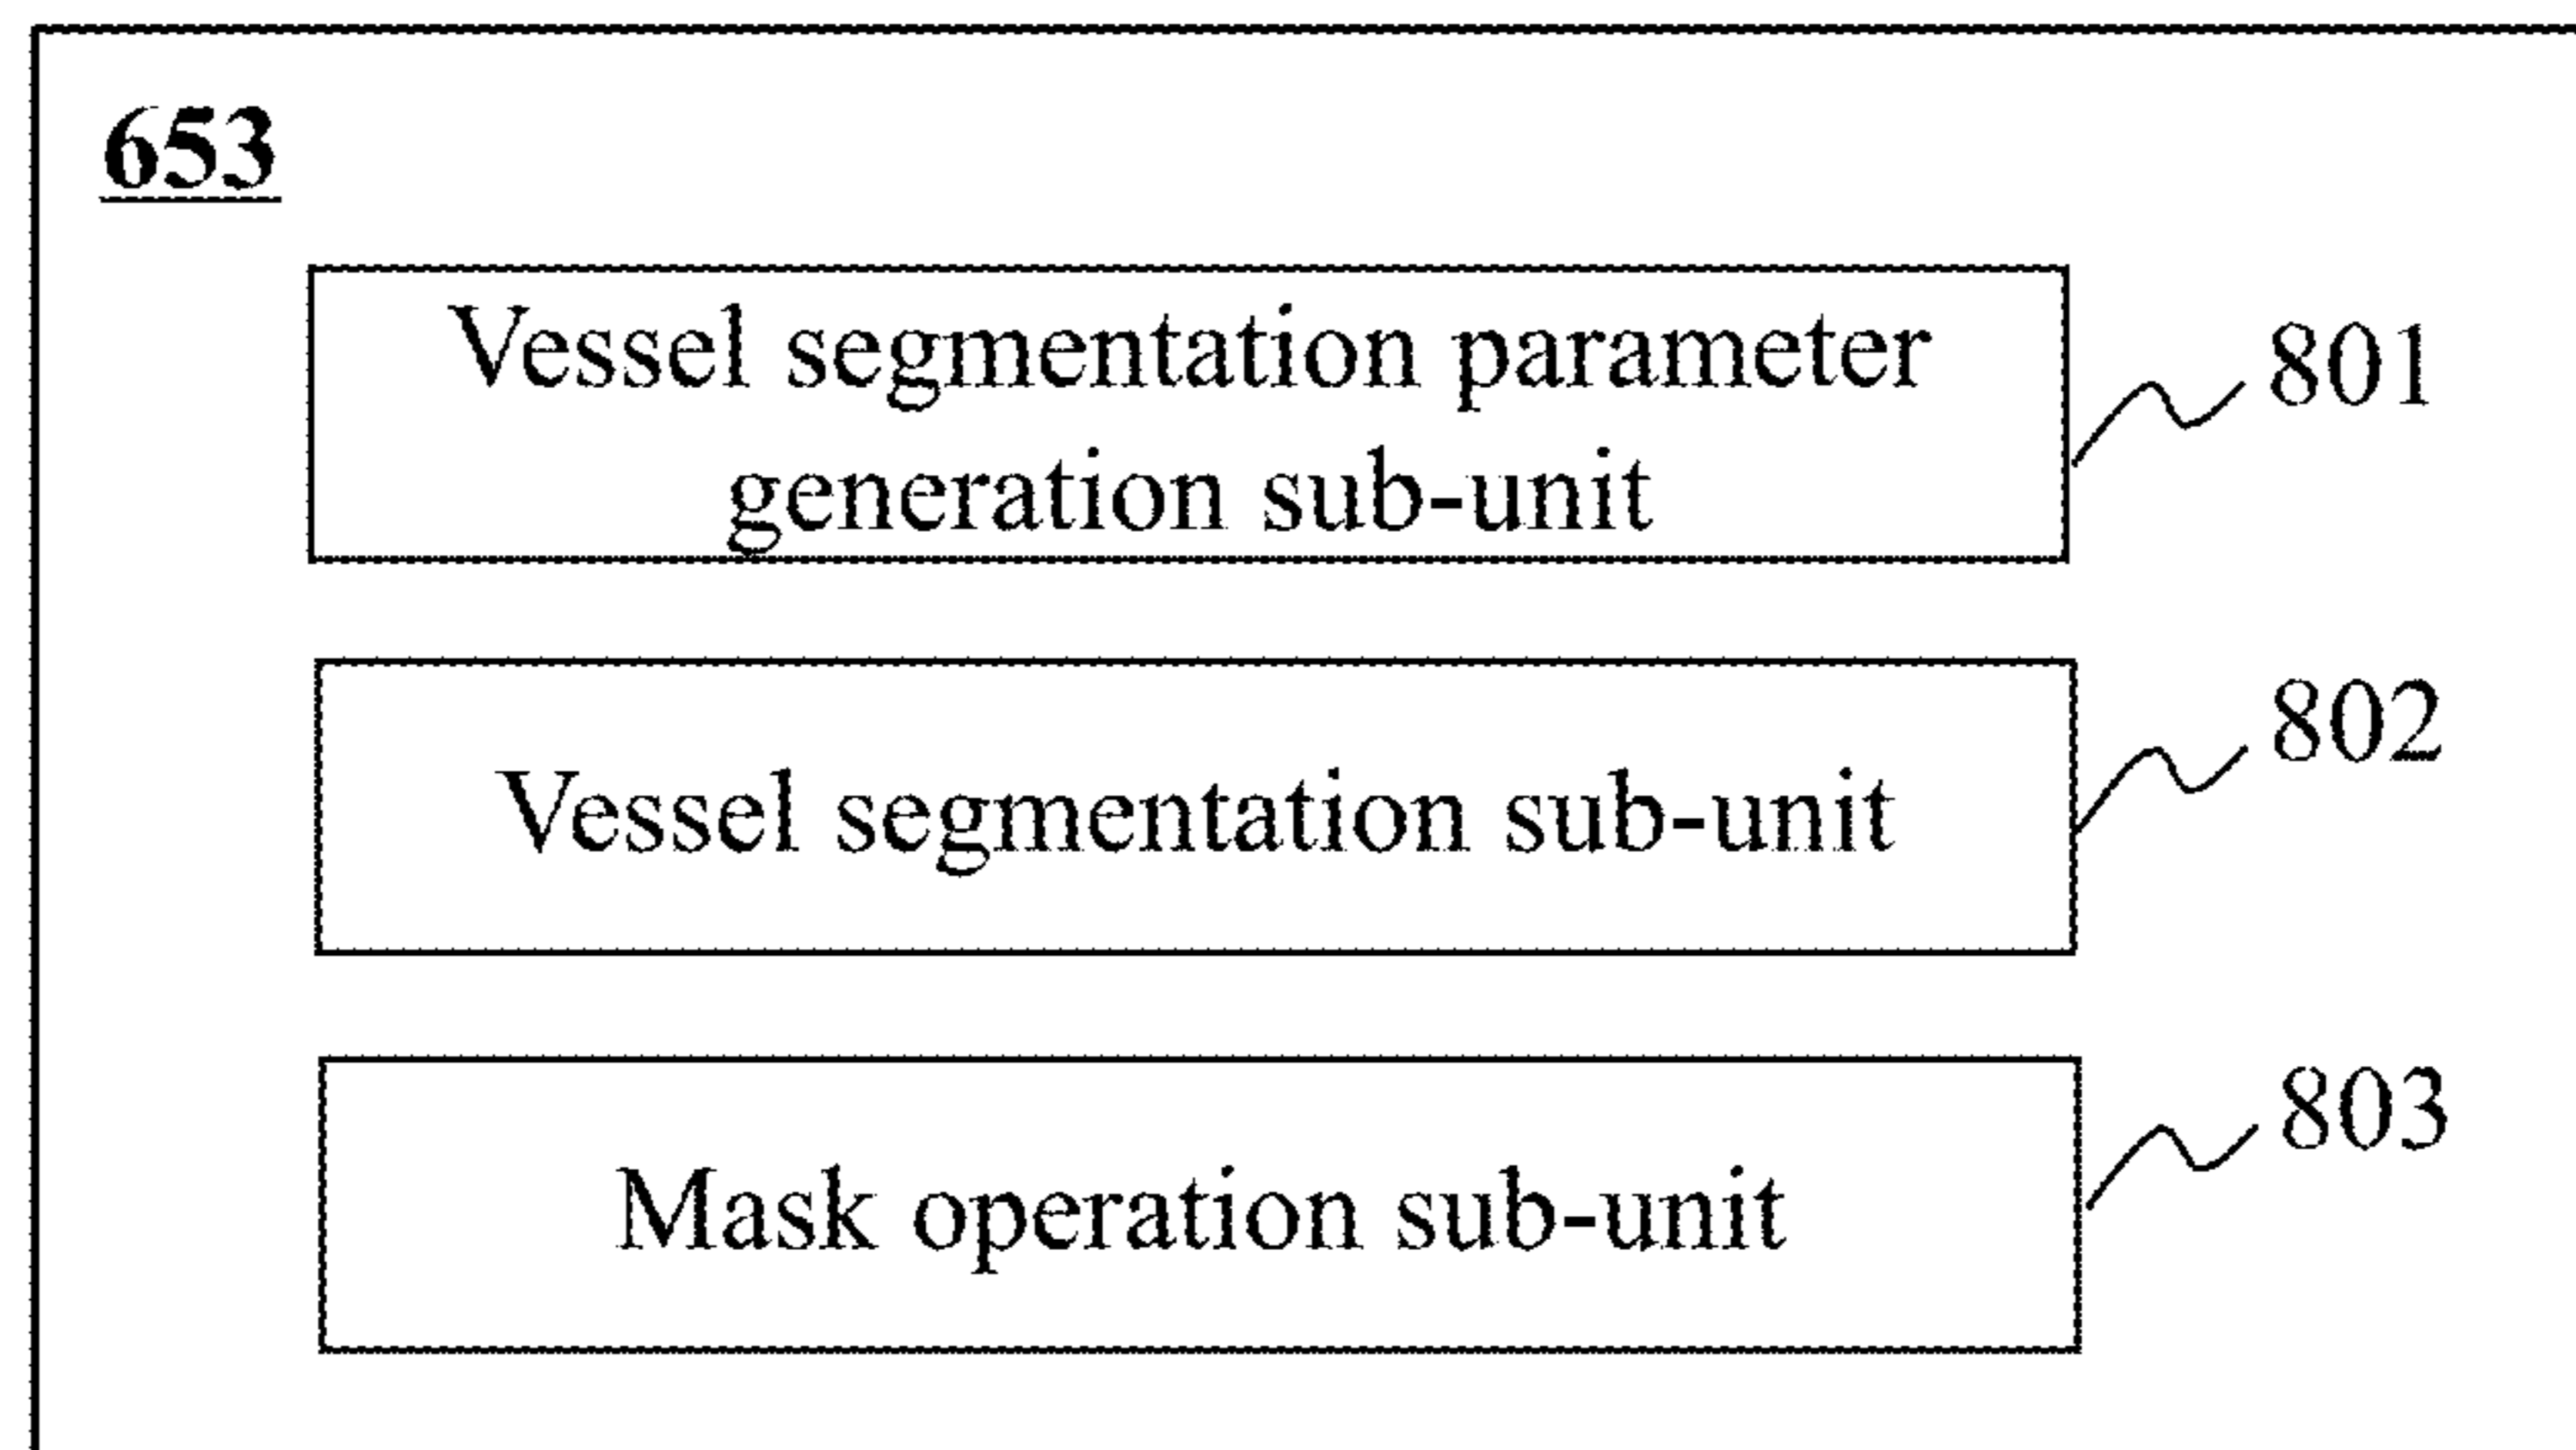 653
Vessel segmentation parameter
generation sub-unit
801
Vessel segmentation sub-unit
802
Mask operation sub-unit
803